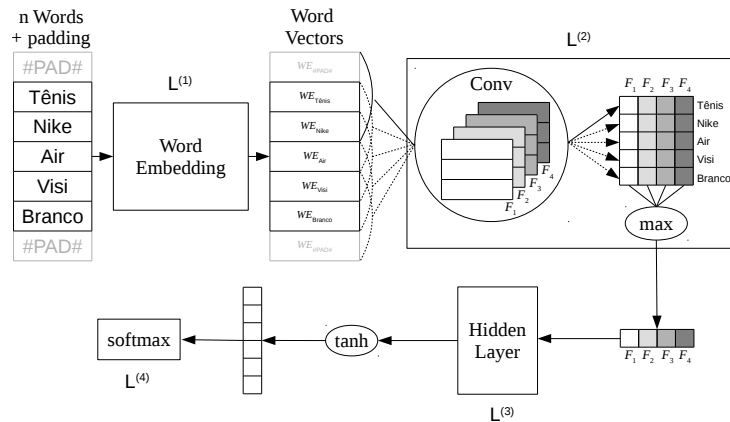 n Words
+ padding
#PAD#
Tênis
Nike
Air
Visi
Branco
#PAD#
L(1)
Word
Embedding
Word
Vectors
WE#PAD#
WETênis
WENike
WEAir
WEVisi
WEBranco
WE#PAD#
L(2)
Conv
F1
F2
F3
F4
F1 F2 F3 F4
Tênis
Nike
Air
Visi
Branco
max
F1 F2 F3 F4
Hidden
Layer
L(3)
tanh
softmax
L(4)